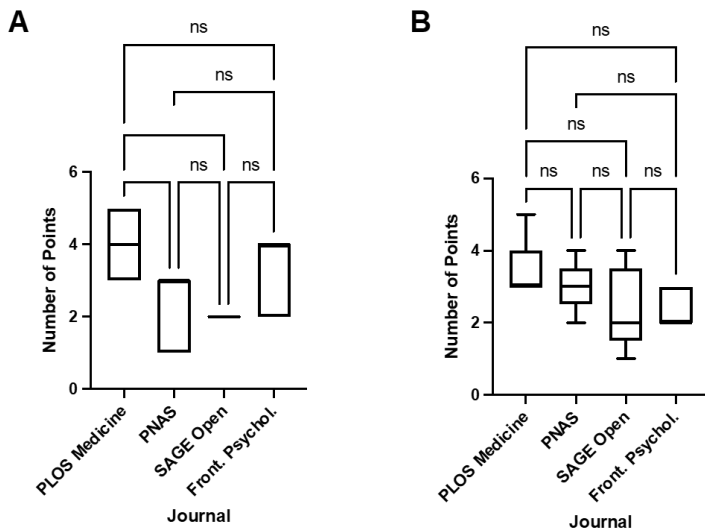 A
ns
ns
ns
ns
6
4
2
0
Number of Points
PLOS Medicine
PNAS
SAGE Open
Front. Psychol.
Journal
B
ns
ns
ns
ns
ns
ns
6
4
2
0
Number of Points
PLOS Medicine
PNAS
SAGE Open
Front. Psychol.
Journal